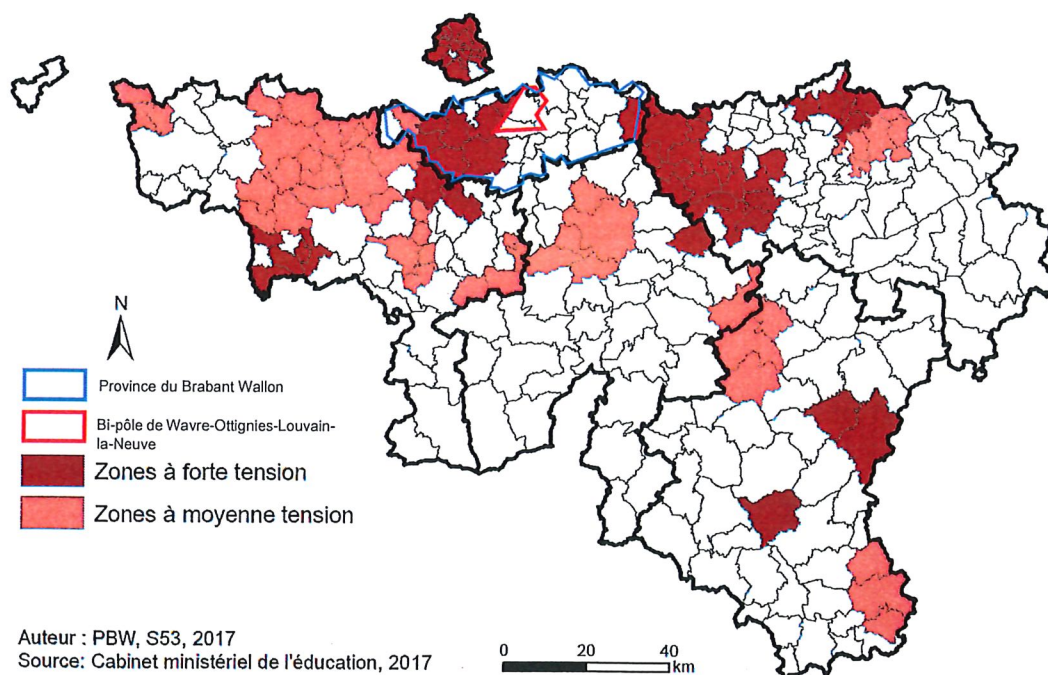 N
Province du Brabant Wallon
Bi-pôle de Wavre-Ottignies-Louvain-
la-Neuve
Zones à forte tension
Zones à moyenne tension
Auteur : PBW, S53, 2017
Source: Cabinet ministériel de l'éducation, 2017
0 20 40
km